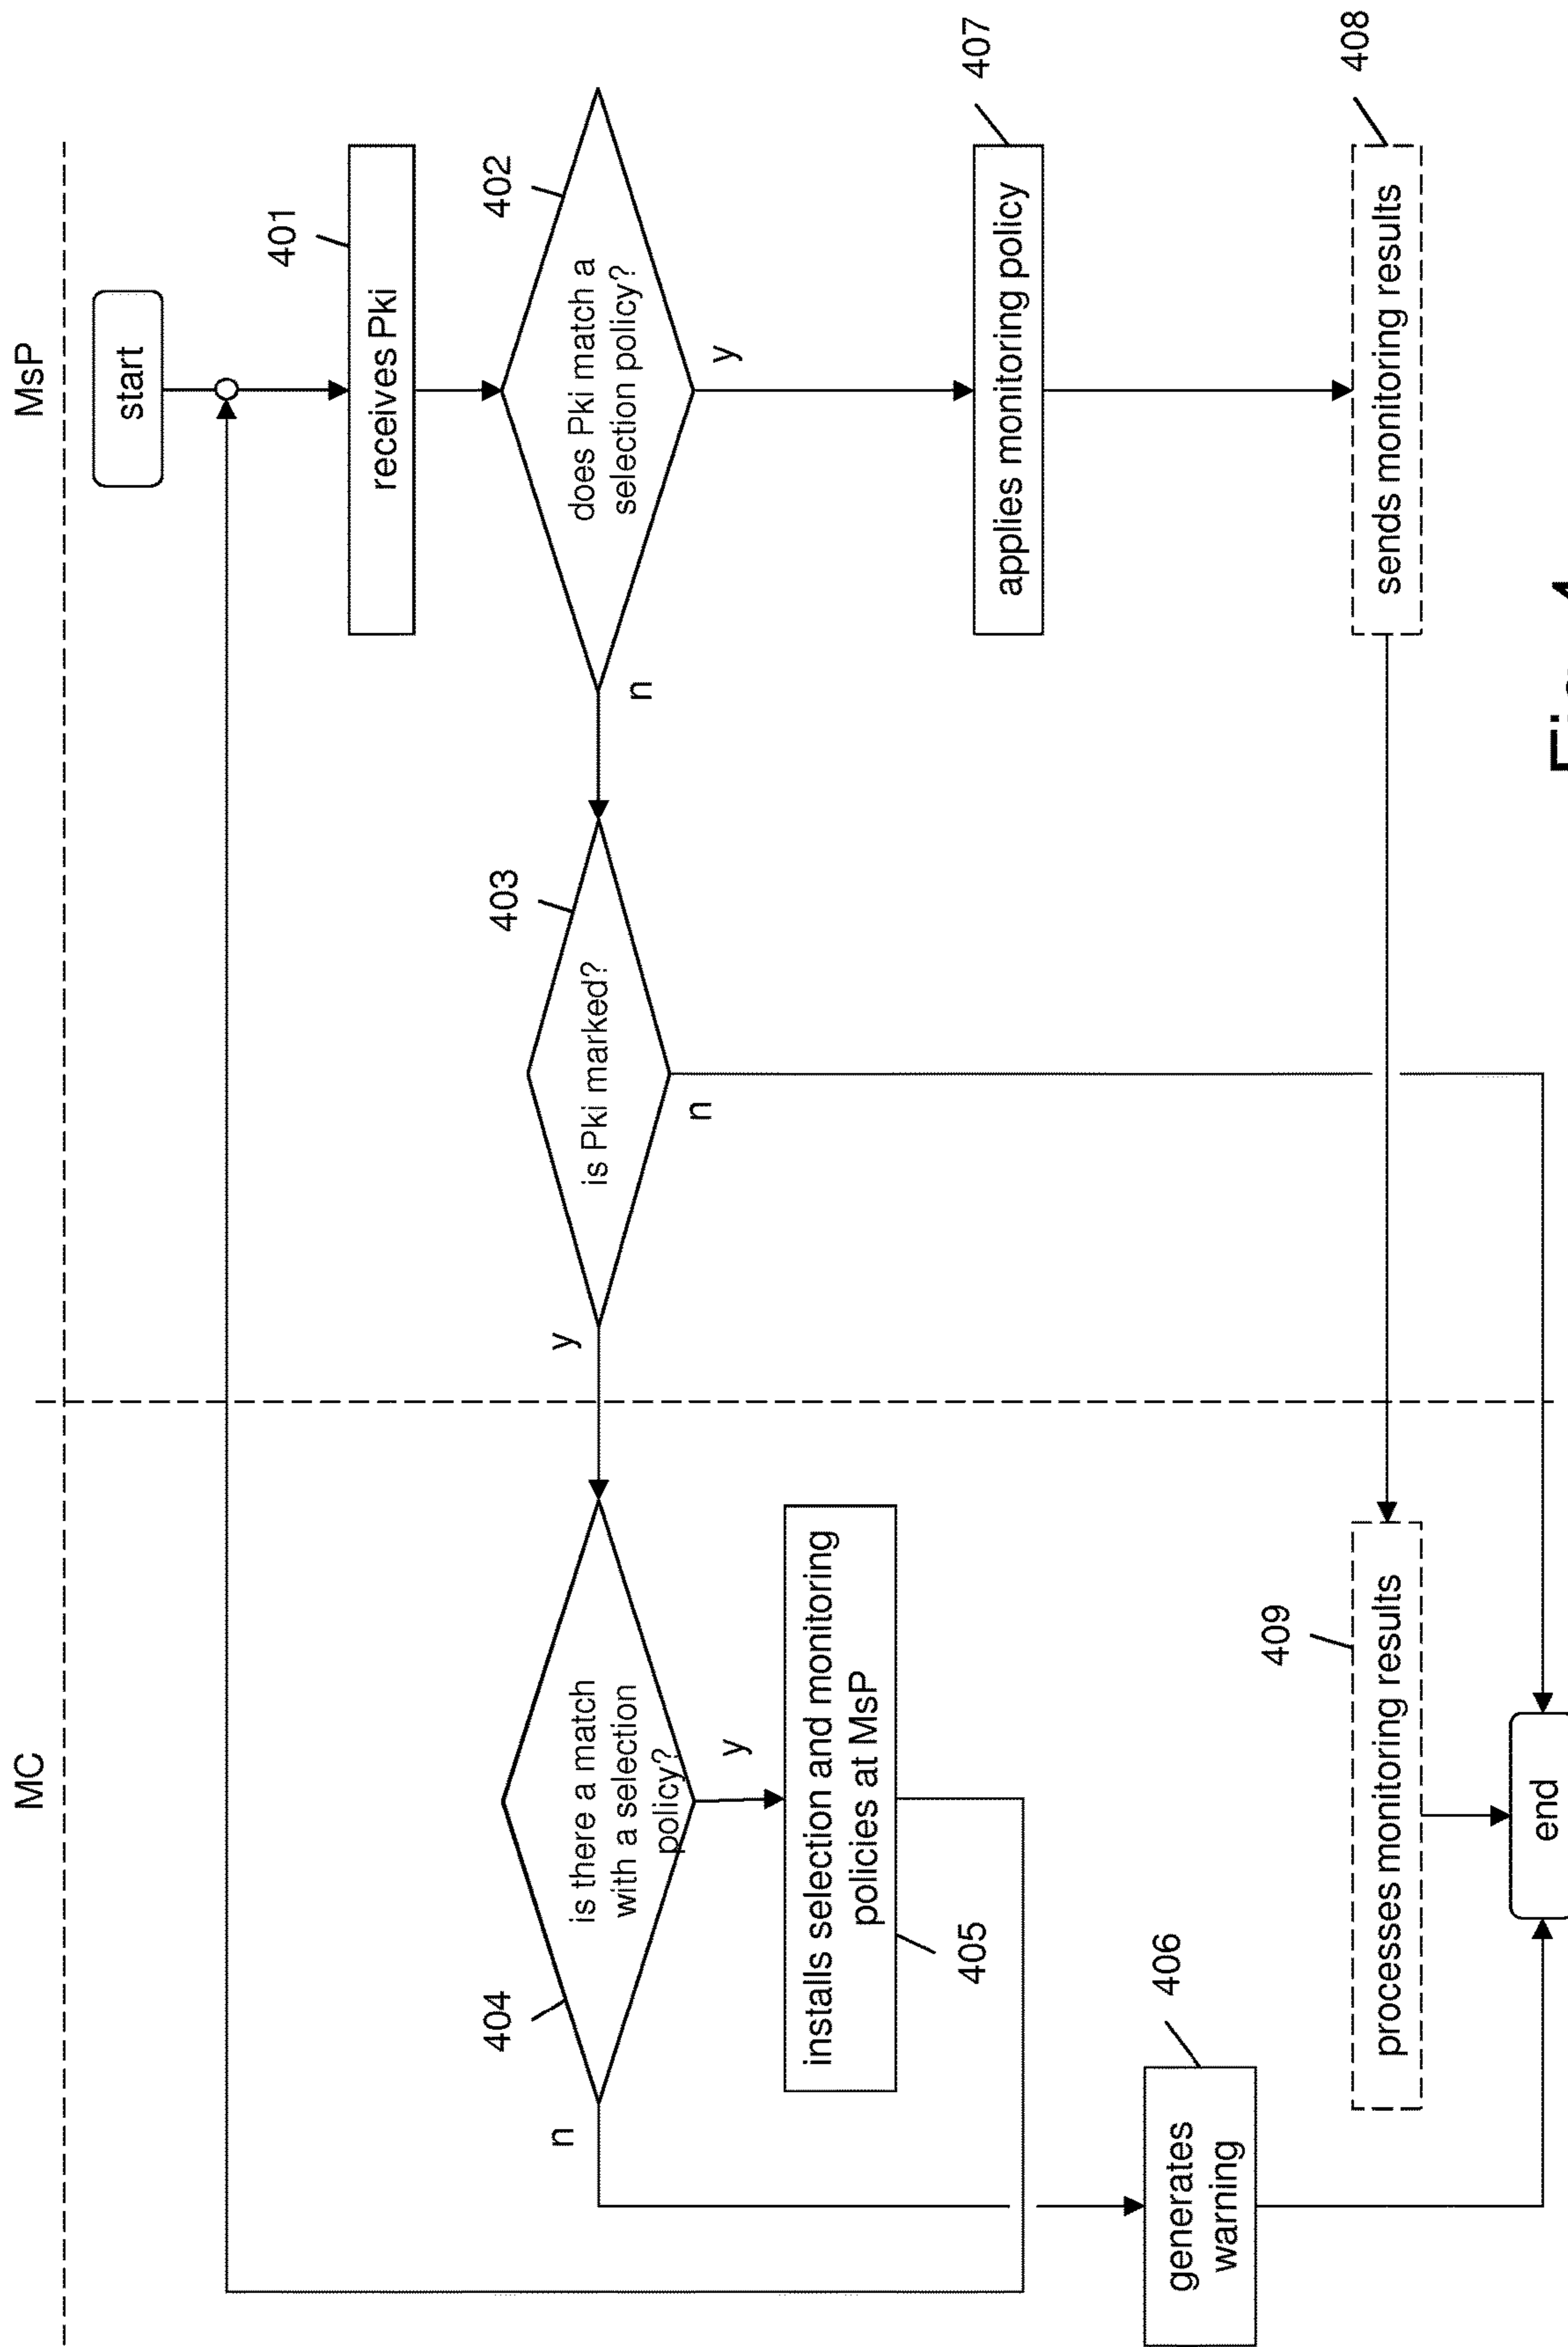 MC
MsP
start
401
receives Pki
402
does Pki match a
selection policy?
n
y
403
is Pki marked?
y
n
404
is there a match
with a selection
policy?
n
y
installs selection and monitoring
policies at MsP
405
406
generates
warning
407
applies monitoring policy
408
sends monitoring results
409
processes monitoring results
end